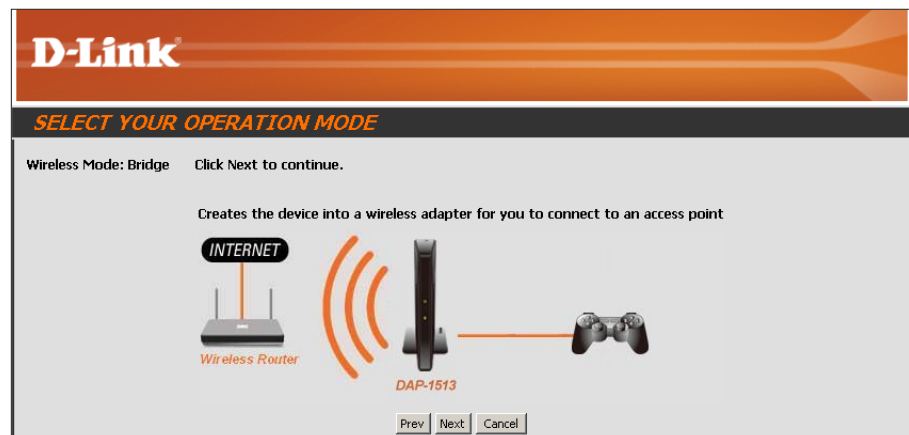 D-Link
SELECT YOUR OPERATION MODE
Wireless Mode: Bridge Click Next to continue.
Creates the device into a wireless adapter for you to connect to an access point
INTERNET
Wireless Router
DAP-1513
Prev Next Cancel